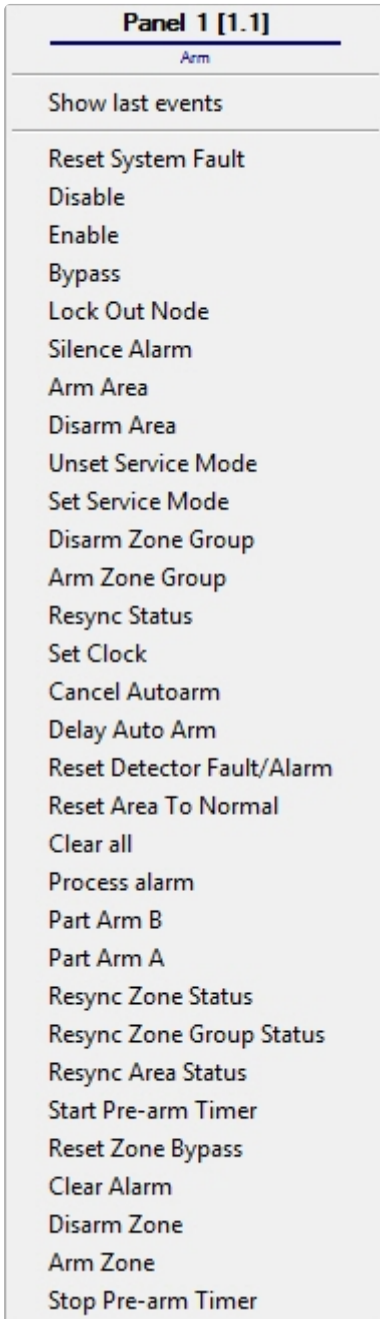 Panel 1 [1.1]
Arm
Show last events
Reset System Fault
Disable
Enable
Bypass
Lock Out Node
Silence Alarm
Arm Area
Disarm Area
Unset Service Mode
Set Service Mode
Disarm Zone Group
Arm Zone Group
Resync Status
Set Clock
Cancel Autoarm
Delay Auto Arm
Reset Detector Fault/Alarm
Reset Area To Normal
Clear all
Process alarm
Part Arm B
Part Arm A
Resync Zone Status
Resync Zone Group Status
Resync Area Status
Start Pre-arm Timer
Reset Zone Bypass
Clear Alarm
Disarm Zone
Arm Zone
Stop Pre-arm Timer